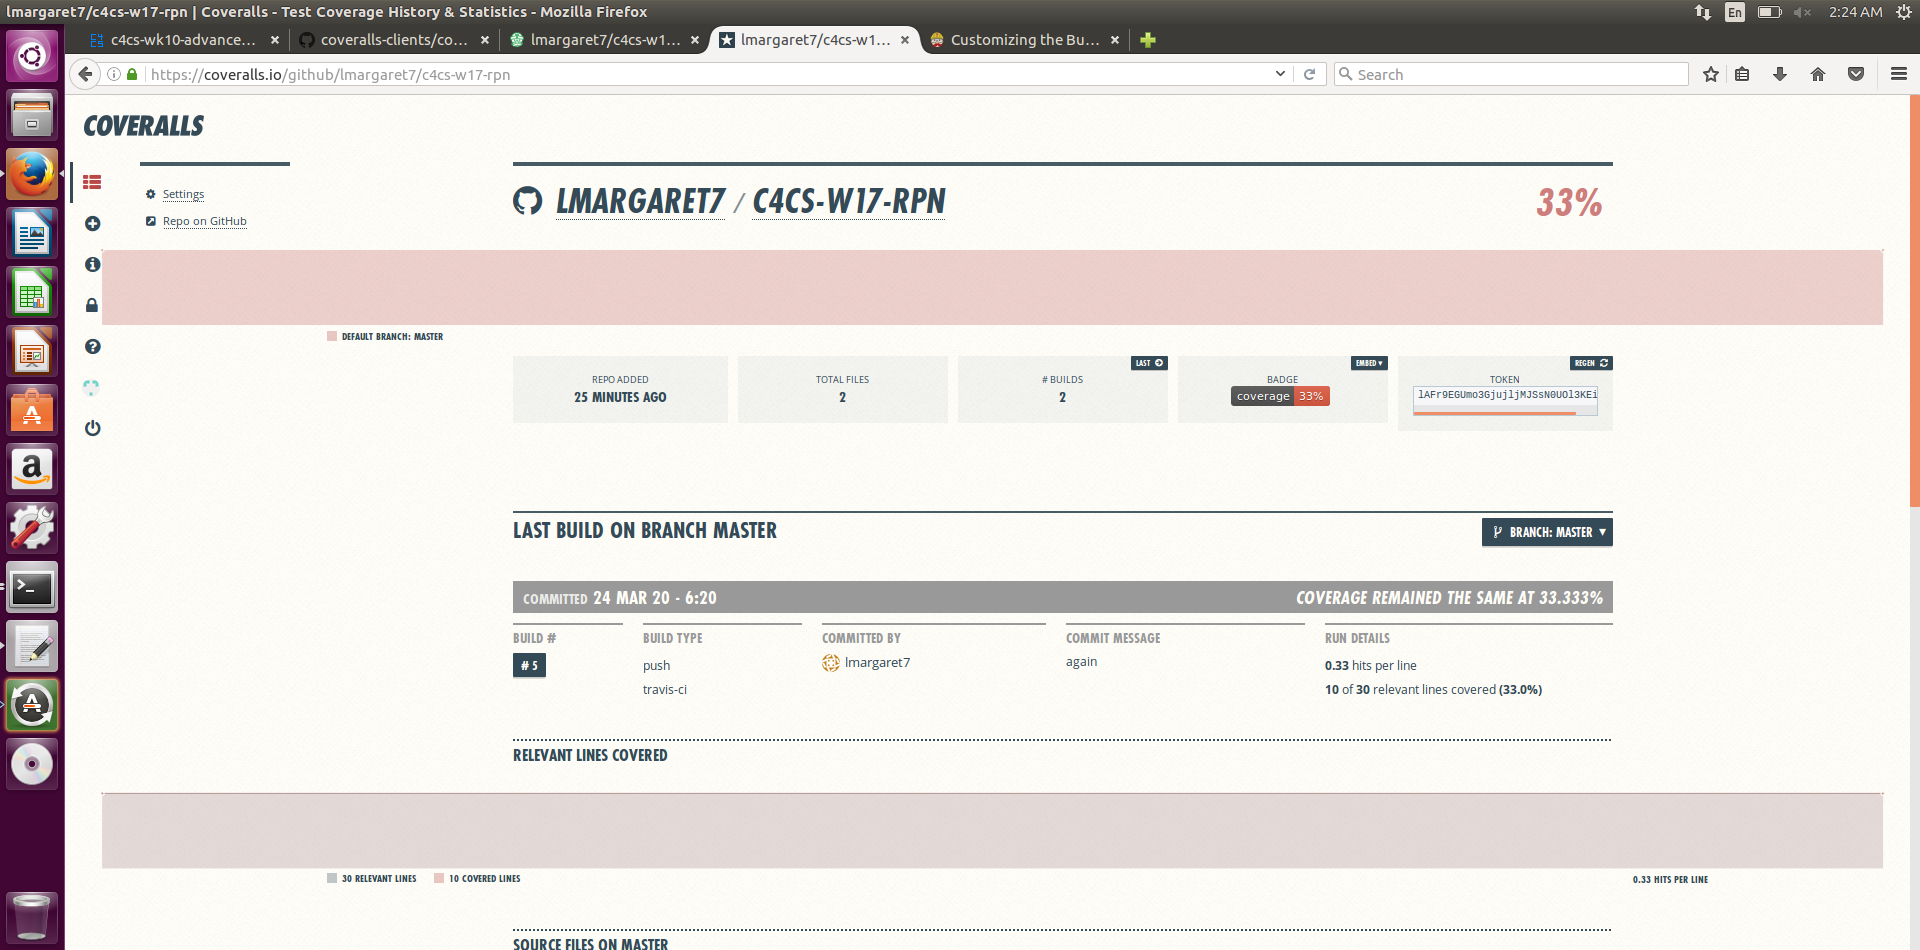 lmargaret7/c4cs-w17-rpn | Coveralls - Test Coverage History & Statistics - Mozilla Firefox
En
2:24 AM
c4cs-wk10-advance...
coveralls-clients/co...
lmargaret7/c4cs-w1...
lmargaret7/c4cs-w1...
Customizing the Bu...
https://coveralls.io/github/lmargaret7/c4cs-w17-rpn
Search
COVERALLS
Settings
Repo on GitHub
LMARGARET7 / C4CS-W17-RPN
33%
DEFAULT BRANCH: MASTER
REPO ADDED
25 MINUTES AGO
TOTAL FILES
2
LAST
# BUILDS
2
EMBED ▾
BADGE
coverage 33%
REGEN
TOKEN
lAFr9EGUmo3GjujljMJSsN0UOl3KEi
LAST BUILD ON BRANCH MASTER
BRANCH: MASTER ▾
COMMITTED 24 MAR 20 - 6:20
COVERAGE REMAINED THE SAME AT 33.333%
BUILD #
# 5
BUILD TYPE
push
travis-ci
COMMITTED BY
lmargaret7
COMMIT MESSAGE
again
RUN DETAILS
0.33 hits per line
10 of 30 relevant lines covered (33.0%)
RELEVANT LINES COVERED
30 RELEVANT LINES
10 COVERED LINES
0.33 HITS PER LINE
SOURCE FILES ON MASTER